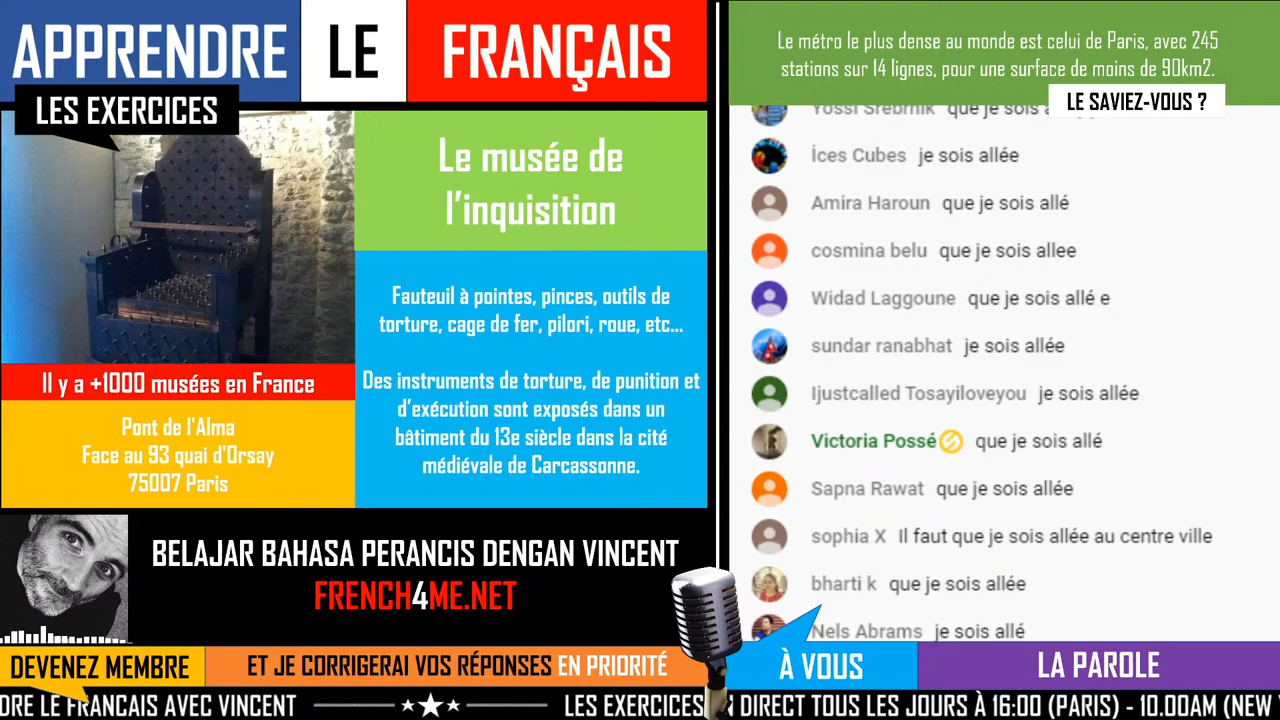 APPRENDRE LE FRANÇAIS
LES EXERCICES
Le musée de
l'inquisition
Fauteuil à pointes, pinces, outils de
torture, cage de fer, pilori, roue, etc...
Des instruments de torture, de punition et
d'exécution sont exposés dans un
bâtiment du 13e siècle dans la cité
médiévale de Carcassonne.
Il y a +1000 musées en France
Pont de l'Alma
Face au 93 quai d'Orsay
75007 Paris
BELAJAR BAHASA PERANCIS DENGAN VINCENT
FRENCH4ME.NET
DEVENEZ MEMBRE
ET JE CORRIGERAI VOS RÉPONSES EN PRIORITÉ
Le métro le plus dense au monde est celui de Paris, avec 245
stations sur 14 lignes, pour une surface de moins de 90km2.
LE SAVIEZ-VOUS ?
Yossi Srebrnik que je sois
İces Cubes je sois allée
Amira Haroun que je sois allé
cosmina belu que je sois allee
Widad Laggoune que je sois allé e
sundar ranabhat je sois allée
Ijustcalled Tosayiloveyou je sois allée
Victoria Possé que je sois allé
Sapna Rawat que je sois allée
sophia X Il faut que je sois allée au centre ville
bharti k que je sois allée
Nels Abrams je sois allé
À VOUS LA PAROLE
DRE LE FRANCAIS AVEC VINCENT LES EXERCICES N DIRECT TOUS LES JOURS À 16:00 (PARIS) - 10.00AM (NEW